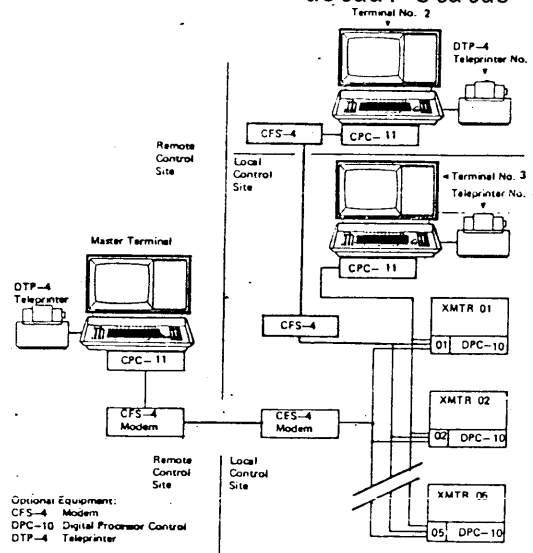 Terminal No. 2
DTP-4
Teleprinter No.
CFS-4
CPC- 11
Remote
Control
Site
Local
Control
Site
Terminal No. 3
Teleprinter No.
CPC- 11
Master Terminal
DTP-4
Teleprinter
CPC- 11
CFS-4
XMTR 01
01 DPC-10
XMTR 02
02 DPC-10
CFS-4
Modem
CFS-4
Modem
Remote
Control
Site
Local
Control
Site
XMTR 05
05 DPC-10
Optional Equipment:
CFS-4 Modem
DPC-10 Digital Processor Control
DTP-4 Teleprinter